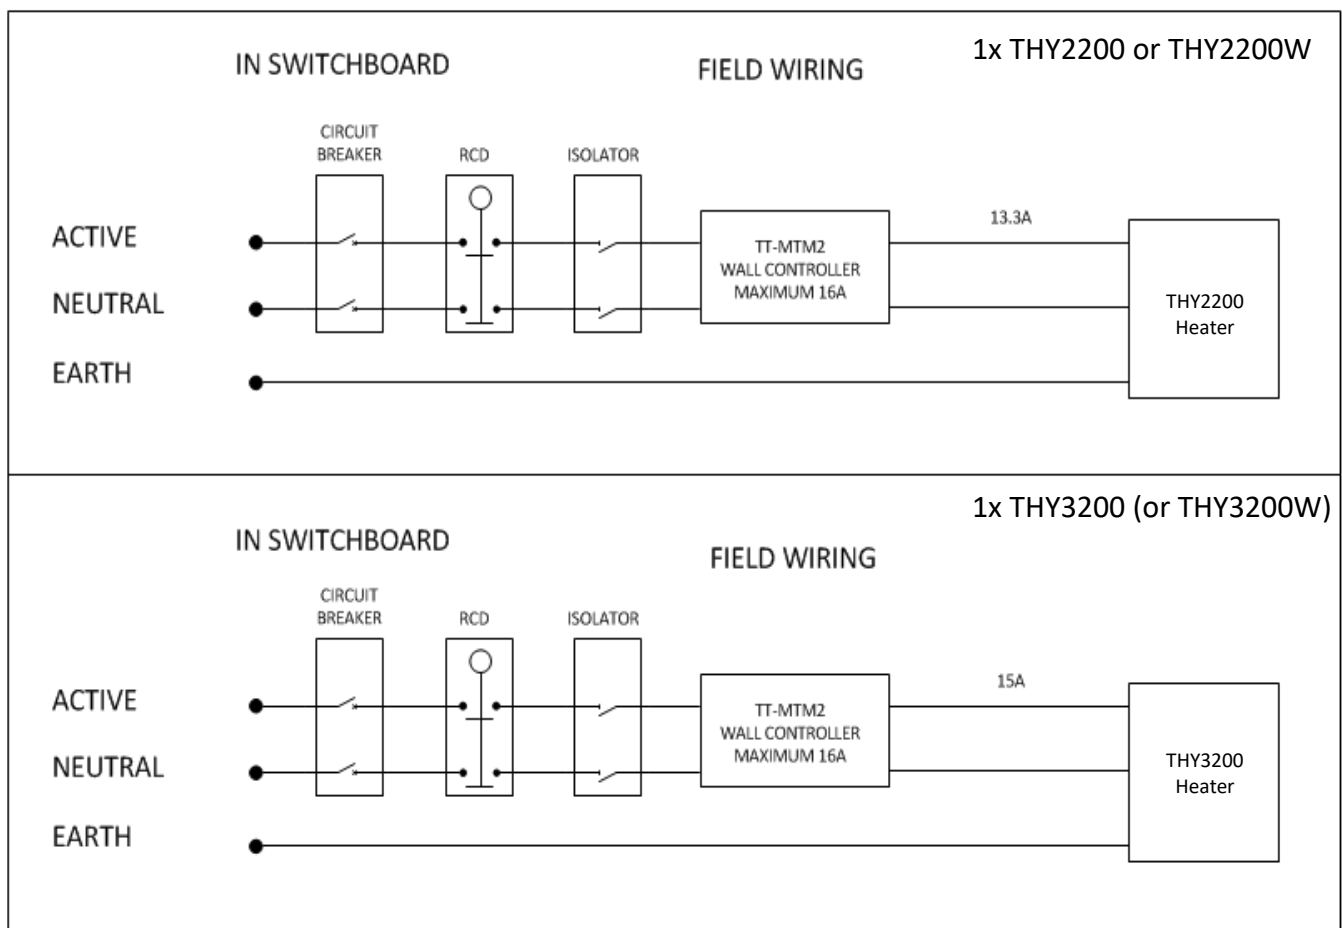 1x THY2200 or THY2200W
IN SWITCHBOARD
FIELD WIRING
CIRCUIT
BREAKER
RCD
ISOLATOR
ACTIVE
NEUTRAL
EARTH
TT-MTM2
WALL CONTROLLER
MAXIMUM 16A
13.3A
THY2200
Heater
1x THY3200 (or THY3200W)
IN SWITCHBOARD
FIELD WIRING
CIRCUIT
BREAKER
RCD
ISOLATOR
ACTIVE
NEUTRAL
EARTH
TT-MTM2
WALL CONTROLLER
MAXIMUM 16A
15A
THY3200
Heater